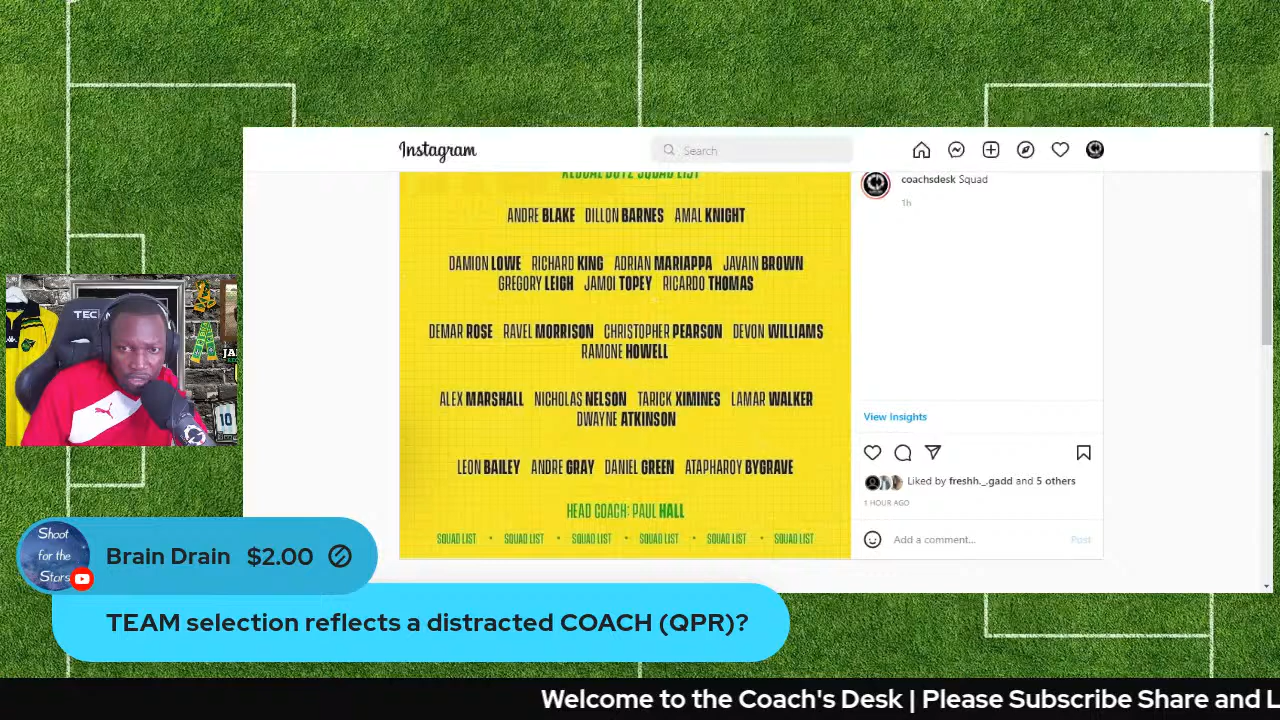 Instagram
Search
REGGAE BOYZ SQUAD LIST
ANDRE BLAKE DILLON BARNES AMAL KNIGHT
DAMION LOWE RICHARD KING ADRIAN MARIAPPA JAVAIN BROWN
GREGORY LEIGH JAMOI TOPEY RICARDO THOMAS
DEMAR ROSE RAVEL MORRISON CHRISTOPHER PEARSON DEVON WILLIAMS
RAMONE HOWELL
ALEX MARSHALL NICHOLAS NELSON TARICK XIMINES LAMAR WALKER
DWAYNE ATKINSON
LEON BAILEY ANDRE GRAY DANIEL GREEN ATAPHAROY BYGRAVE
HEAD COACH: PAUL HALL
SQUAD LIST • SQUAD LIST • SQUAD LIST • SQUAD LIST • SQUAD LIST • SQUAD LIST
coachsdesk Squad
1h
View Insights
Liked by freshh._.gadd and 5 others
1 HOUR AGO
Add a comment...
Post
TEC
JA
10
Shoot
for the
Stars
Brain Drain $2.00
TEAM selection reflects a distracted COACH (QPR)?
Welcome to the Coach's Desk | Please Subscribe Share and L